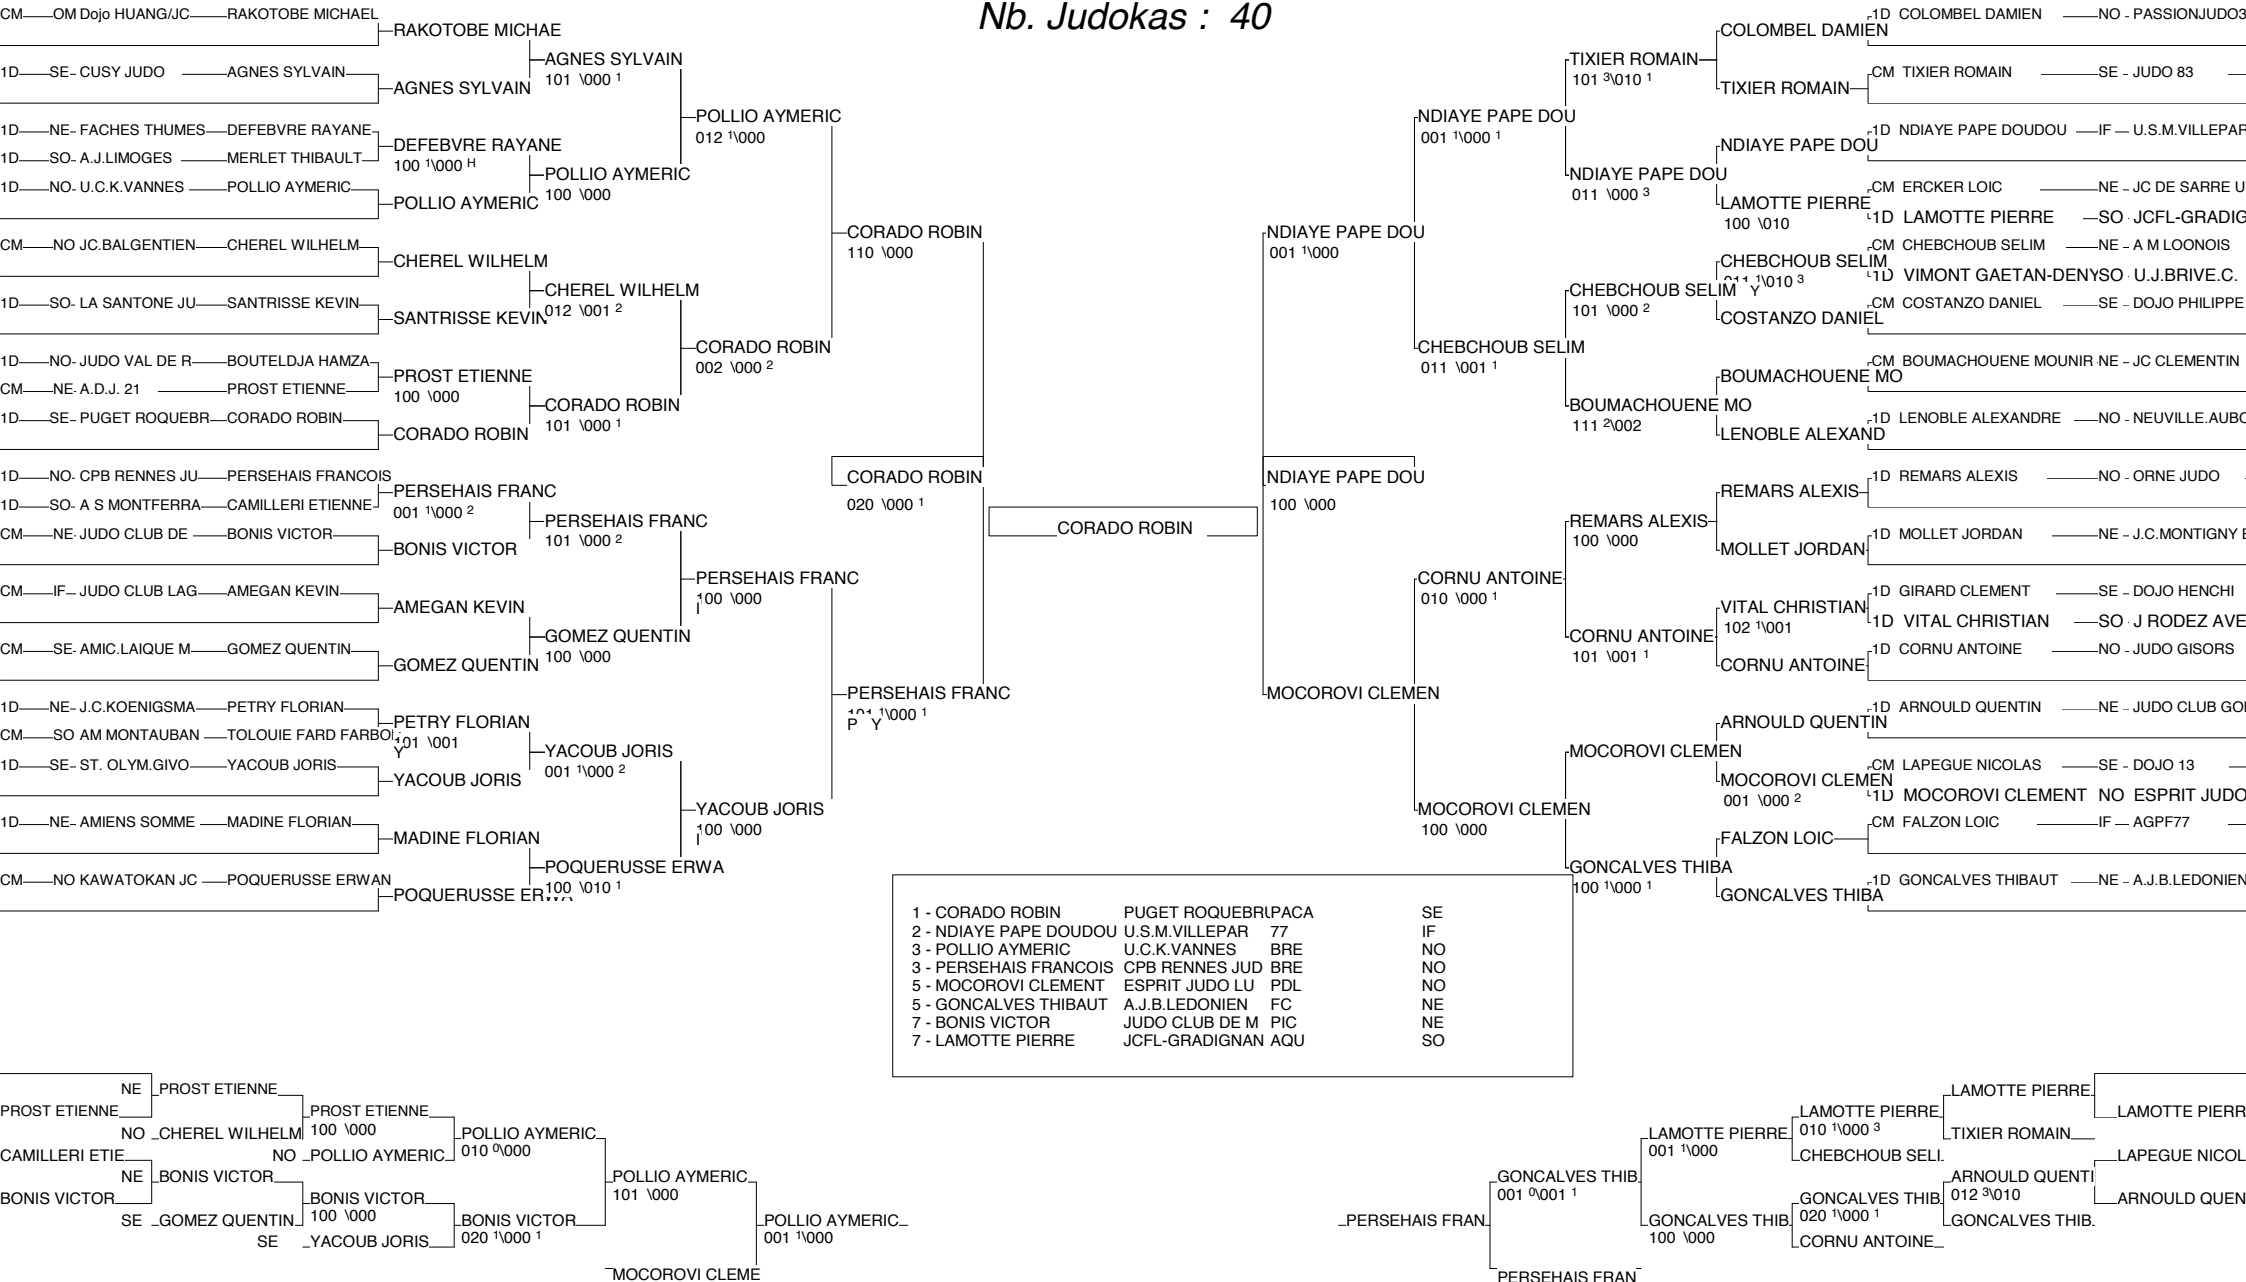 Nb. Judokas : 40
CM OM Dojo HUANG/JC RAKOTOBE MICHAEL
1D SE- CUSY JUDO AGNES SYLVAIN
1D NE- FACHES THUMES DEFEBVRE RAYANE
1D SO- A.J.LIMOGES MERLET THIBAULT
1D NO- U.C.K.VANNES POLLIO AYMERIC
CM NO JC.BALGENTIEN CHEREL WILHELM
1D SO- LA SANTONE JU SANTRISSE KEVIN
1D NO- JUDO VAL DE R BOUTELDJA HAMZA
CM NE- A.D.J. 21 PROST ETIENNE
1D SE- PUGET ROQUEBR CORADO ROBIN
1D NO- CPB RENNES JU PERSEHAIS FRANCOIS
1D SO- A S MONTFERRA CAMILLERI ETIENNE
CM NE- JUDO CLUB DE BONIS VICTOR
CM IF- JUDO CLUB LAG AMEGAN KEVIN
CM SE- AMIC.LAIQUE M GOMEZ QUENTIN
1D NE- J.C.KOENIGSMA PETRY FLORIAN
CM SO AM MONTAUBAN TOLOUIE FARD FARBO
1D SE- ST. OLYM.GIVO YACOUB JORIS
1D NE- AMIENS SOMME MADINE FLORIAN
CM NO KAWATOKAN JC POQUERUSSE ERWAN
RAKOTOBE MICHAE
AGNES SYLVAIN
DEFEBVRE RAYANE
100 1\000 H
POLLIO AYMERIC
CHEREL WILHELM
SANTRISSE KEVIN
PROST ETIENNE
100 \000
CORADO ROBIN
PERSEHAIS FRANC
001 1\000 2
BONIS VICTOR
AMEGAN KEVIN
GOMEZ QUENTIN
PETRY FLORIAN
101 \001
Y
YACOUB JORIS
MADINE FLORIAN
POQUERUSSE ERWA
AGNES SYLVAIN
101 \000 1
POLLIO AYMERIC
100 \000
CHEREL WILHELM
012 \001 2
CORADO ROBIN
101 \000 1
PERSEHAIS FRANC
101 \000 2
GOMEZ QUENTIN
100 \000
YACOUB JORIS
001 1\000 2
POQUERUSSE ERWA
100 \010 1
POLLIO AYMERIC
012 1\000
CORADO ROBIN
002 \000 2
PERSEHAIS FRANC
100 \000
YACOUB JORIS
100 \000
CORADO ROBIN
110 \000
CORADO ROBIN
020 \000 1
PERSEHAIS FRANC
101 1\000 1
P Y
CORADO ROBIN
NDIAYE PAPE DOU
001 1\000
NDIAYE PAPE DOU
100 \000
MOCOROVI CLEMEN
NDIAYE PAPE DOU
001 1\000 1
CHEBCHOUB SELIM
011 \001 1
CORNU ANTOINE
010 \000 1
MOCOROVI CLEMEN
100 \000
TIXIER ROMAIN
101 3\010 1
NDIAYE PAPE DOU
011 \000 3
CHEBCHOUB SELIM
101 \000 2
BOUMACHOUENE MO
111 2\002
REMARS ALEXIS
100 \000
CORNU ANTOINE
101 \001 1
MOCOROVI CLEMEN
GONCALVES THIBA
100 1\000 1
COLOMBEL DAMIEN
TIXIER ROMAIN
NDIAYE PAPE DOU
LAMOTTE PIERRE
100 \010
CHEBCHOUB SELIM
011 1\010 3
Y
COSTANZO DANIEL
BOUMACHOUENE MO
LENOBLE ALEXAND
REMARS ALEXIS
MOLLET JORDAN
VITAL CHRISTIAN
102 1\001
CORNU ANTOINE
ARNOULD QUENTIN
MOCOROVI CLEMEN
001 \000 2
FALZON LOIC
GONCALVES THIBA
1D COLOMBEL DAMIEN NO - PASSIONJUDO3
CM TIXIER ROMAIN SE - JUDO 83
1D NDIAYE PAPE DOUDOU IF - U.S.M.VILLEPAR
CM ERCKER LOIC NE - JC DE SARRE U
1D LAMOTTE PIERRE SO - JCFL-GRADIG
CM CHEBCHOUB SELIM NE - A M LOONOIS
1D VIMONT GAETAN-DENY SO - U.J.BRIVE.C.
CM COSTANZO DANIEL SE - DOJO PHILIPPE
CM BOUMACHOUENE MOUNIR NE - JC CLEMENTIN
1D LENOBLE ALEXANDRE NO - NEUVILLE.AUBO
1D REMARS ALEXIS NO - ORNE JUDO
1D MOLLET JORDAN NE - J.C.MONTIGNY E
1D GIRARD CLEMENT SE - DOJO HENCHI
1D VITAL CHRISTIAN SO - J RODEZ AVE
1D CORNU ANTOINE NO - JUDO GISORS
1D ARNOULD QUENTIN NE - JUDO CLUB GO
CM LAPEGUE NICOLAS SE - DOJO 13
1D MOCOROVI CLEMENT NO ESPRIT JUDO
CM FALZON LOIC IF - AGPF77
1D GONCALVES THIBAUT NE - A.J.B.LEDONIEN
1 - CORADO ROBIN PUGET ROQUEBRU PACA SE
2 - NDIAYE PAPE DOUDOU U.S.M.VILLEPAR 77 IF
3 - POLLIO AYMERIC U.C.K.VANNES BRE NO
3 - PERSEHAIS FRANCOIS CPB RENNES JUD BRE NO
5 - MOCOROVI CLEMENT ESPRIT JUDO LU PDL NO
5 - GONCALVES THIBAUT A.J.B.LEDONIEN FC NE
7 - BONIS VICTOR JUDO CLUB DE M PIC NE
7 - LAMOTTE PIERRE JCFL-GRADIGNAN AQU SO
PROST ETIENNE
CAMILLERI ETIE
BONIS VICTOR
NE PROST ETIENNE
NO CHEREL WILHELM
NE BONIS VICTOR
SE GOMEZ QUENTIN
PROST ETIENNE
100 \000
NO POLLIO AYMERIC
BONIS VICTOR
100 \000
SE YACOUB JORIS
POLLIO AYMERIC
010 0\000
BONIS VICTOR
020 1\000 1
POLLIO AYMERIC
101 \000
MOCOROVI CLEME
POLLIO AYMERIC
001 1\000
PERSEHAIS FRAN
GONCALVES THIB
001 0\001 1
PERSEHAIS FRAN
LAMOTTE PIERRE
001 1\000
GONCALVES THIB
100 \000
LAMOTTE PIERRE
010 1\000 3
CHEBCHOUB SELI
GONCALVES THIB
020 1\000 1
CORNU ANTOINE
LAMOTTE PIERRE
TIXIER ROMAIN
ARNOULD QUENTI
012 3\010
GONCALVES THIB
LAMOTTE PIERR
LAPEGUE NICOL
ARNOULD QUEN